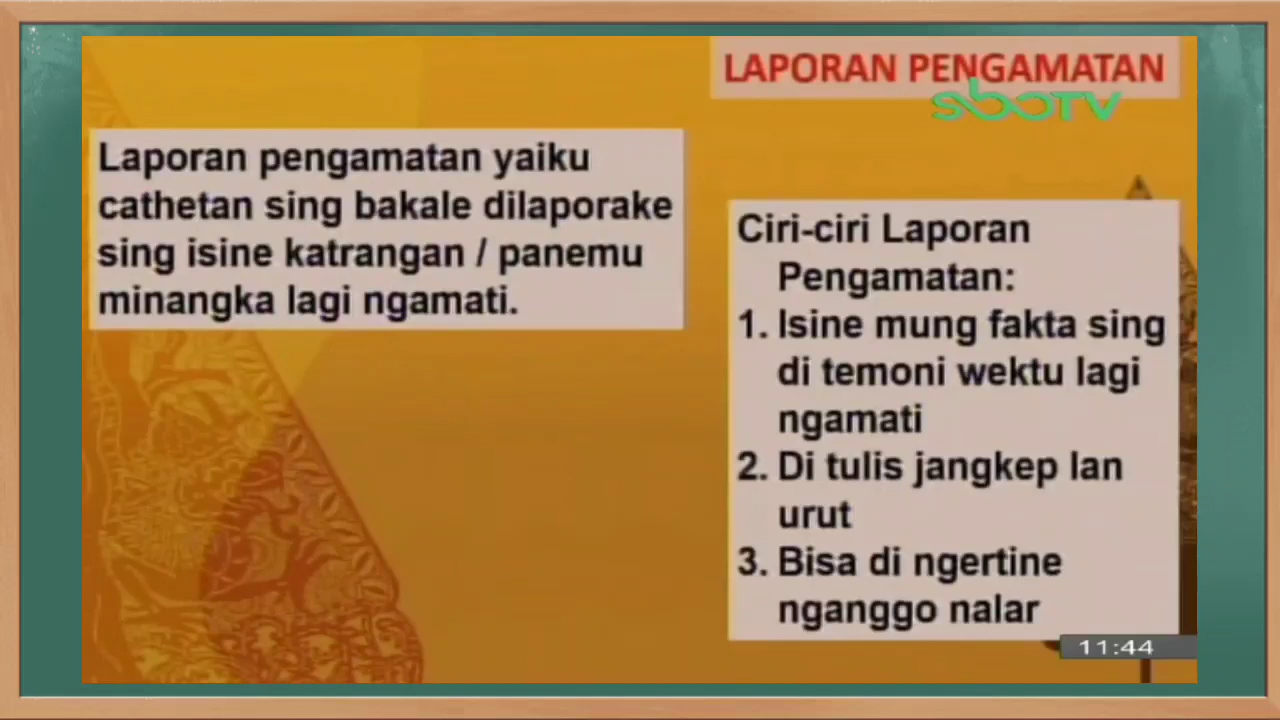 LAPORAN PENGAMATAN
sboTV
Laporan pengamatan yaiku
cathetan sing bakale dilaporake
sing isine katrangan / panemu
minangka lagi ngamati.
Ciri-ciri Laporan
Pengamatan:
1. Isine mung fakta sing
di temoni wektu lagi
ngamati
2. Di tulis jangkep lan
urut
3. Bisa di ngertine
nganggo nalar
11:44